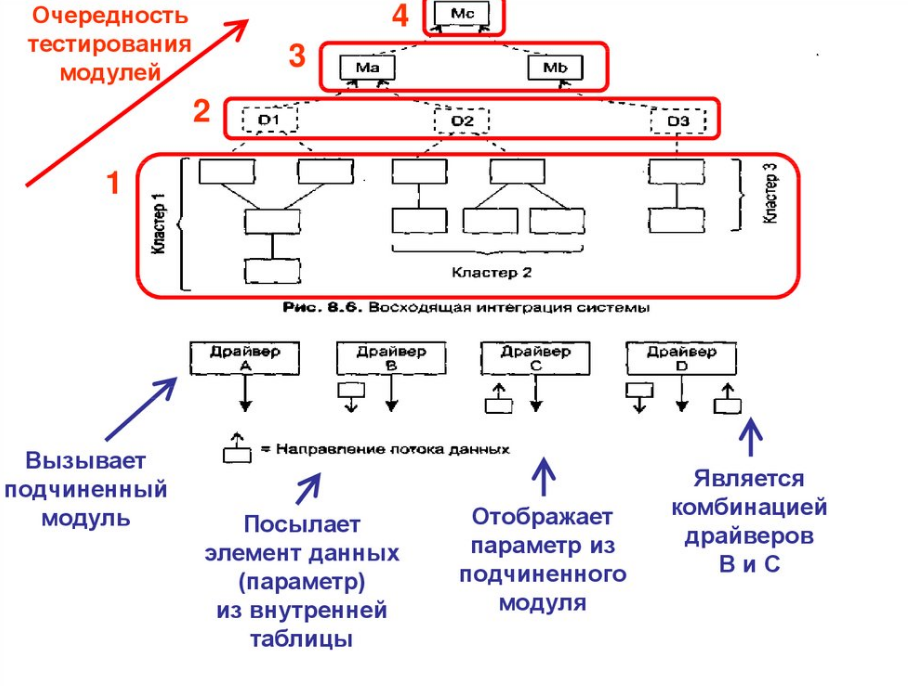 Очередность
тестирования
модулей
4
Mc
3
Ma
Mb
2
D1
D2
D3
1
Кластер 1
Кластер 3
Кластер 2
Рис. 8.6. Восходящая интеграция системы
Драйвер
A
Драйвер
B
Драйвер
C
Драйвер
D
= Направление потока данных
Вызывает
подчиненный
модуль
Посылает
элемент данных
(параметр)
из внутренней
таблицы
Отображает
параметр из
подчиненного
модуля
Является
комбинацией
драйверов
В и С